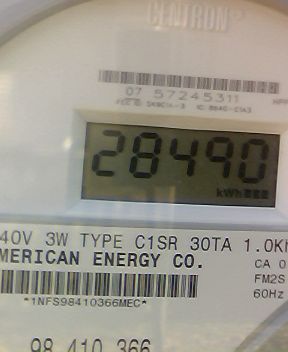 CENTRON
07 57245311
28490
kWh
40V 3W TYPE C1SR 30TA 1.0K
MERICAN ENERGY CO.
CA 0
FM2S
60Hz
*1NFS98410366MEC*
98 410 366